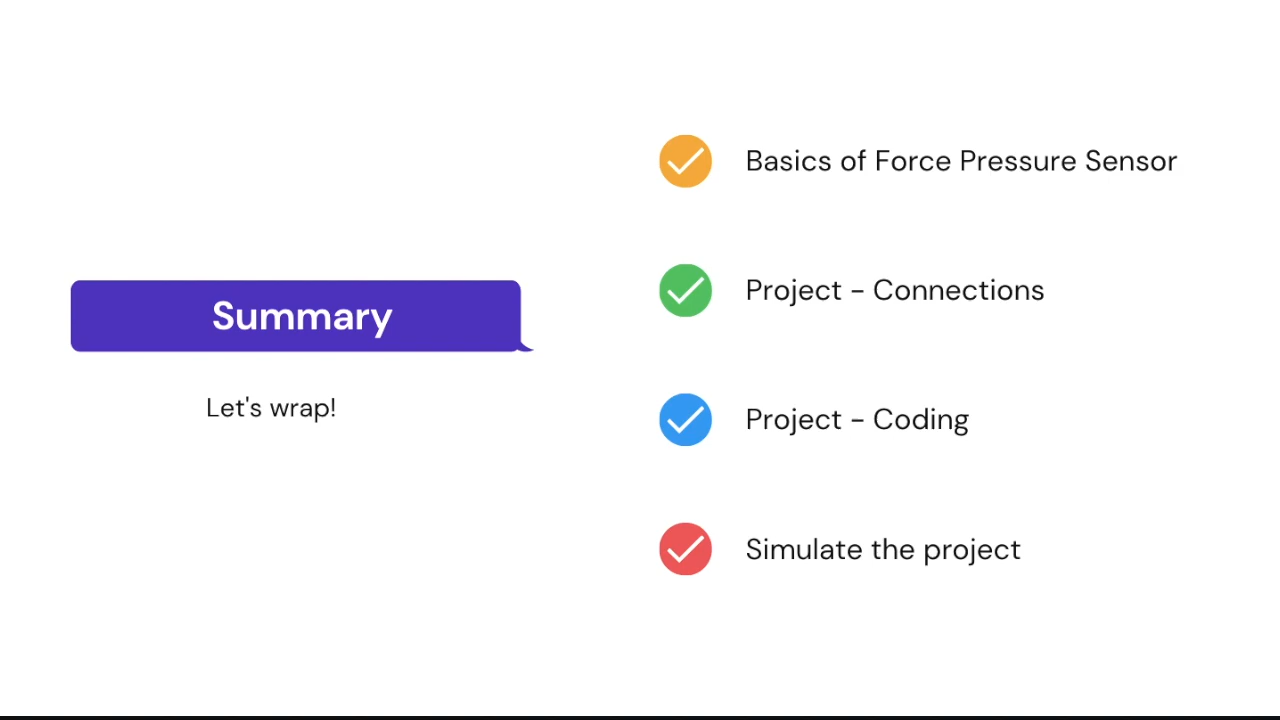 Summary
Let's wrap!
Basics of Force Pressure Sensor
Project - Connections
Project - Coding
Simulate the project